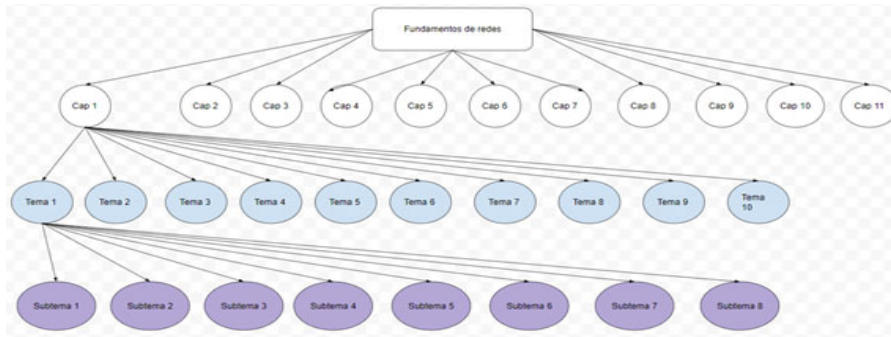 Fundamentos de redes
Cap 1
Cap 2
Cap 3
Cap 4
Cap 5
Cap 6
Cap 7
Cap 8
Cap 9
Cap 10
Cap 11
Tema 1
Tema 2
Tema 3
Tema 4
Tema 5
Tema 6
Tema 7
Tema 8
Tema 9
Tema
10
Subtema 1
Subtema 2
Subtema 3
Subtema 4
Subtema 5
Subtema 6
Subtema 7
Subtema 8